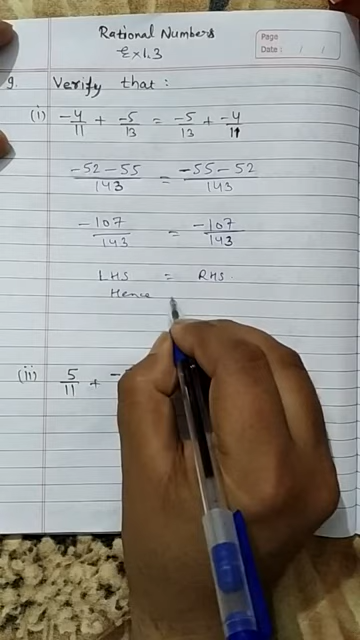 Rational Numbers
Ex 1.3
Page
Date: / /
9. Verify that :
(i) -4/11 + -5/13 = -5/13 + -4/11
-52-55/143 = -55-52/143
-107/143 = -107/143
LHS = RHS
Hence
(ii) 5/11 +